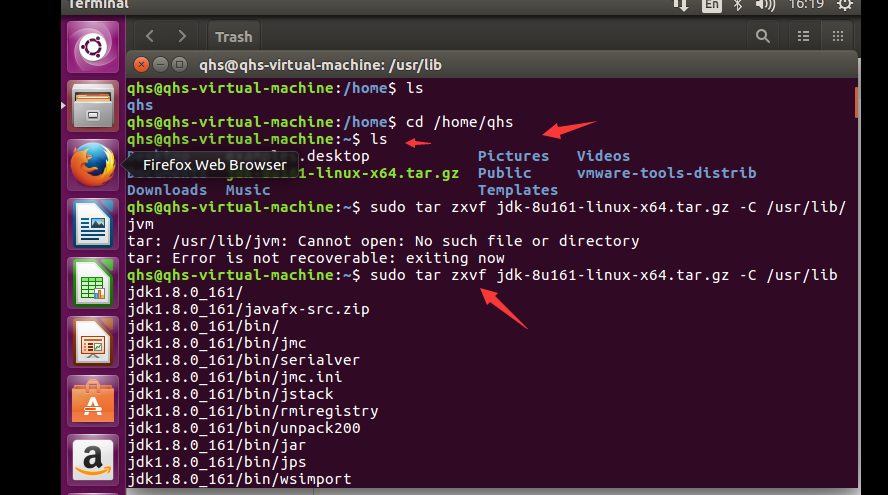 Terminal
En
16:19
Trash
qhs@qhs-virtual-machine: /usr/lib
qhs@qhs-virtual-machine:/home$ ls
qhs
qhs@qhs-virtual-machine:/home$ cd /home/qhs
qhs@qhs-virtual-machine:~$ ls
.desktop Pictures Videos
Firefox Web Browser
-linux-x64.tar.gz Public vmware-tools-distrib
Downloads Music Templates
qhs@qhs-virtual-machine:~$ sudo tar zxvf jdk-8u161-linux-x64.tar.gz -C /usr/lib/
jvm
tar: /usr/lib/jvm: Cannot open: No such file or directory
tar: Error is not recoverable: exiting now
qhs@qhs-virtual-machine:~$ sudo tar zxvf jdk-8u161-linux-x64.tar.gz -C /usr/lib
jdk1.8.0_161/
jdk1.8.0_161/javafx-src.zip
jdk1.8.0_161/bin/
jdk1.8.0_161/bin/jmc
jdk1.8.0_161/bin/serialver
jdk1.8.0_161/bin/jmc.ini
jdk1.8.0_161/bin/jstack
jdk1.8.0_161/bin/rmiregistry
jdk1.8.0_161/bin/unpack200
jdk1.8.0_161/bin/jar
jdk1.8.0_161/bin/jps
jdk1.8.0_161/bin/wsimport